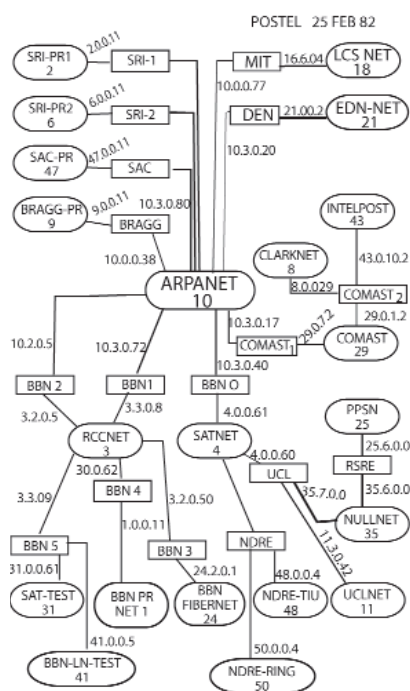 POSTEL 25 FEB 82
SRI-PR1
2
2.0.0.11
SRI-1
MIT
16.6.04
LCS NET
18
10.0.0.77
SRI-PR2
6
6.0.0.11
SRI-2
DEN
21.00.2
EDN-NET
21
10.3.0.20
SAC-PR
47
47.0.0.11
SAC
BRAGG-PR
9
9.0.0.11
BRAGG
10.3.0.80
10.0.0.38
INTELPOST
43
43.0.10.2
CLARKNET
8
8.0.029
COMAST 2
29.0.1.2
ARPANET
10
10.3.0.17
COMAST 1
29.0.7.2
COMAST
29
10.2.0.5
10.3.0.72
10.3.0.40
BBN 2
BBN1
BBN O
3.2.0.5
3.3.0.8
4.0.0.61
PPSN
25
25.6.0.0
RSRE
35.6.0.0
RCCNET
3
SATNET
4
4.0.0.60
UCL
35.7.0.0
NULLNET
35
30.0.62
BBN 4
3.3.09
3.2.0.50
1.0.0.11
11.3.0.42
BBN 5
BBN 3
NDRE
31.0.0.61
24.2.0.1
48.0.0.4
SAT-TEST
31
BBN PR
NET 1
BBN
FIBERNET
24
NDRE-TIU
48
UCLNET
11
41.0.0.5
50.0.0.4
BBN-LN-TEST
41
NDRE-RING
50